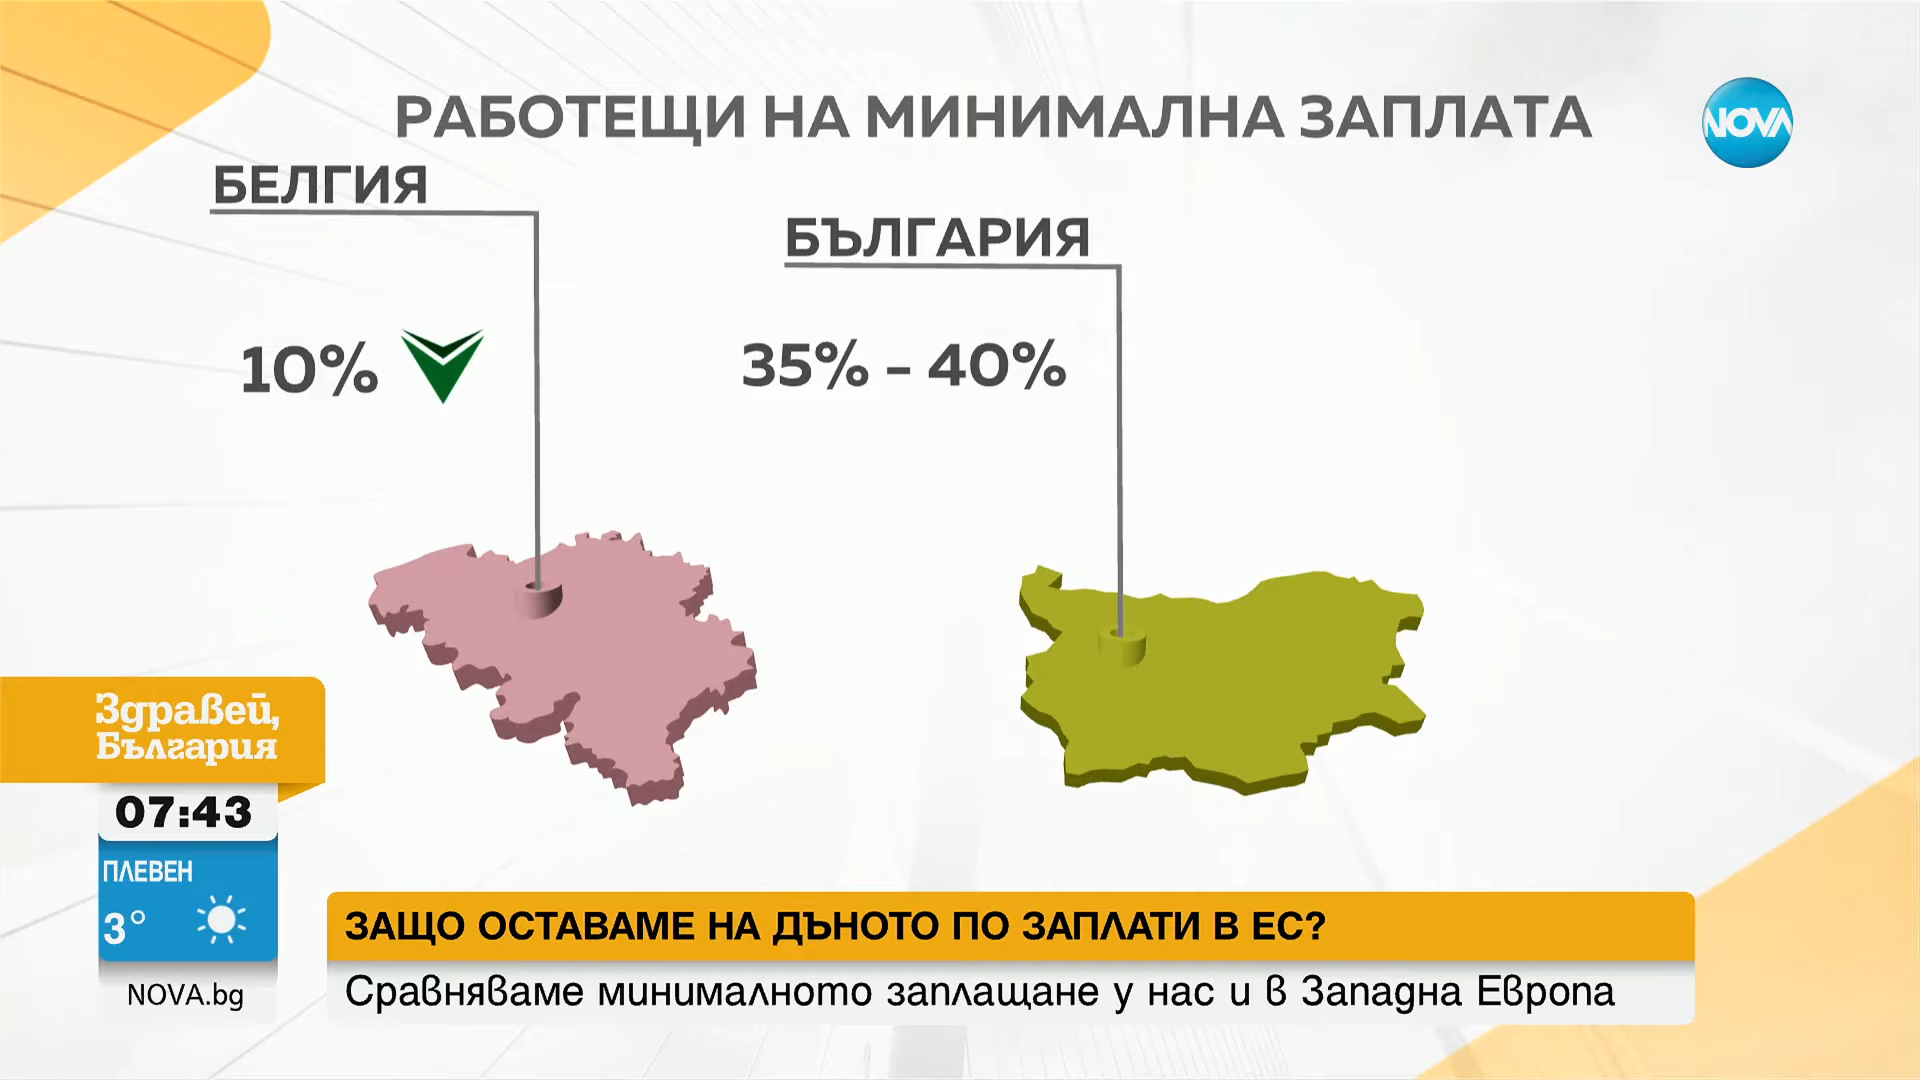 РАБОТЕЩИ НА МИНИМАЛНА ЗАПЛАТА
NOVA
БЕЛГИЯ
БЪЛГАРИЯ
10%
35% - 40%
Здравей,
България
07:43
ПЛЕВЕН
3°
NOVA.bg
ЗАЩО ОСТАВАМЕ НА ДЪНОТО ПО ЗАПЛАТИ В ЕС?
Сравняваме минималното заплащане у нас и в Западна Европа